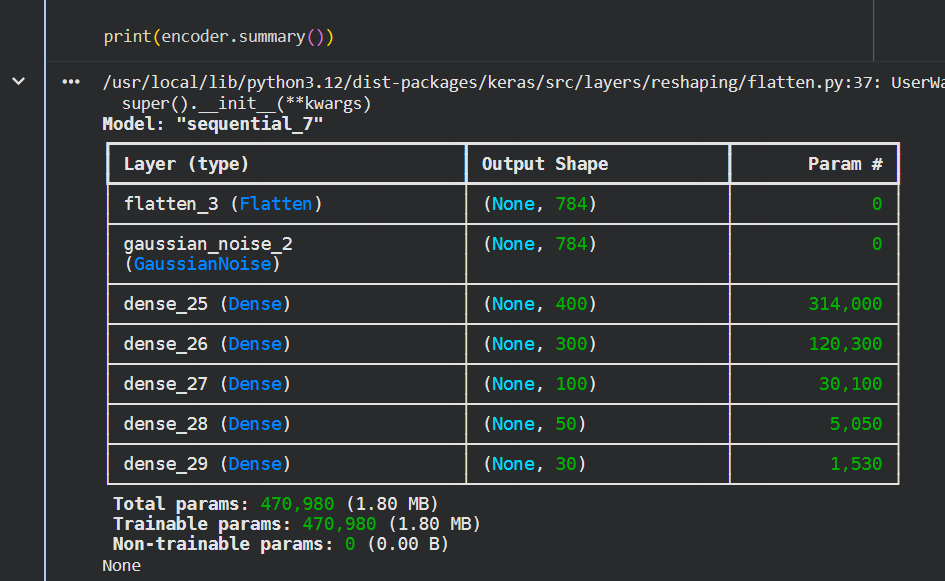 print(encoder.summary())
/usr/local/lib/python3.12/dist-packages/keras/src/layers/reshaping/flatten.py:37: UserWa
super().__init__(**kwargs)
Model: "sequential_7"
Layer (type) Output Shape Param #
flatten_3 (Flatten) (None, 784) 0
gaussian_noise_2 (None, 784) 0
(GaussianNoise)
dense_25 (Dense) (None, 400) 314,000
dense_26 (Dense) (None, 300) 120,300
dense_27 (Dense) (None, 100) 30,100
dense_28 (Dense) (None, 50) 5,050
dense_29 (Dense) (None, 30) 1,530
Total params: 470,980 (1.80 MB)
Trainable params: 470,980 (1.80 MB)
Non-trainable params: 0 (0.00 B)
None